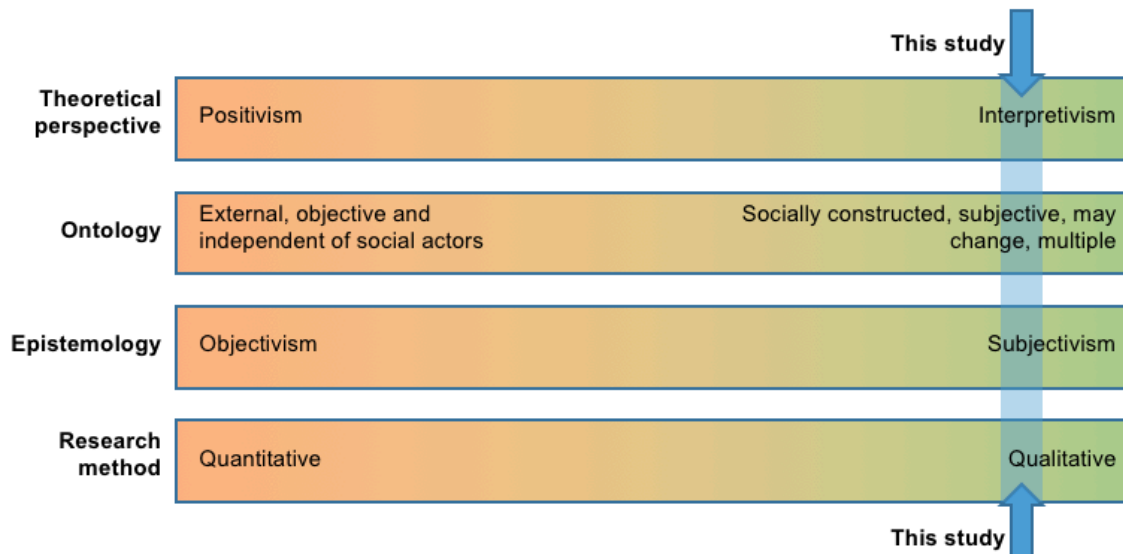 This study
Theoretical
perspective
Positivism
Interpretivism
Ontology
External, objective and
independent of social actors
Socially constructed, subjective, may
change, multiple
Epistemology
Objectivism
Subjectivism
Research
method
Quantitative
Qualitative
This study